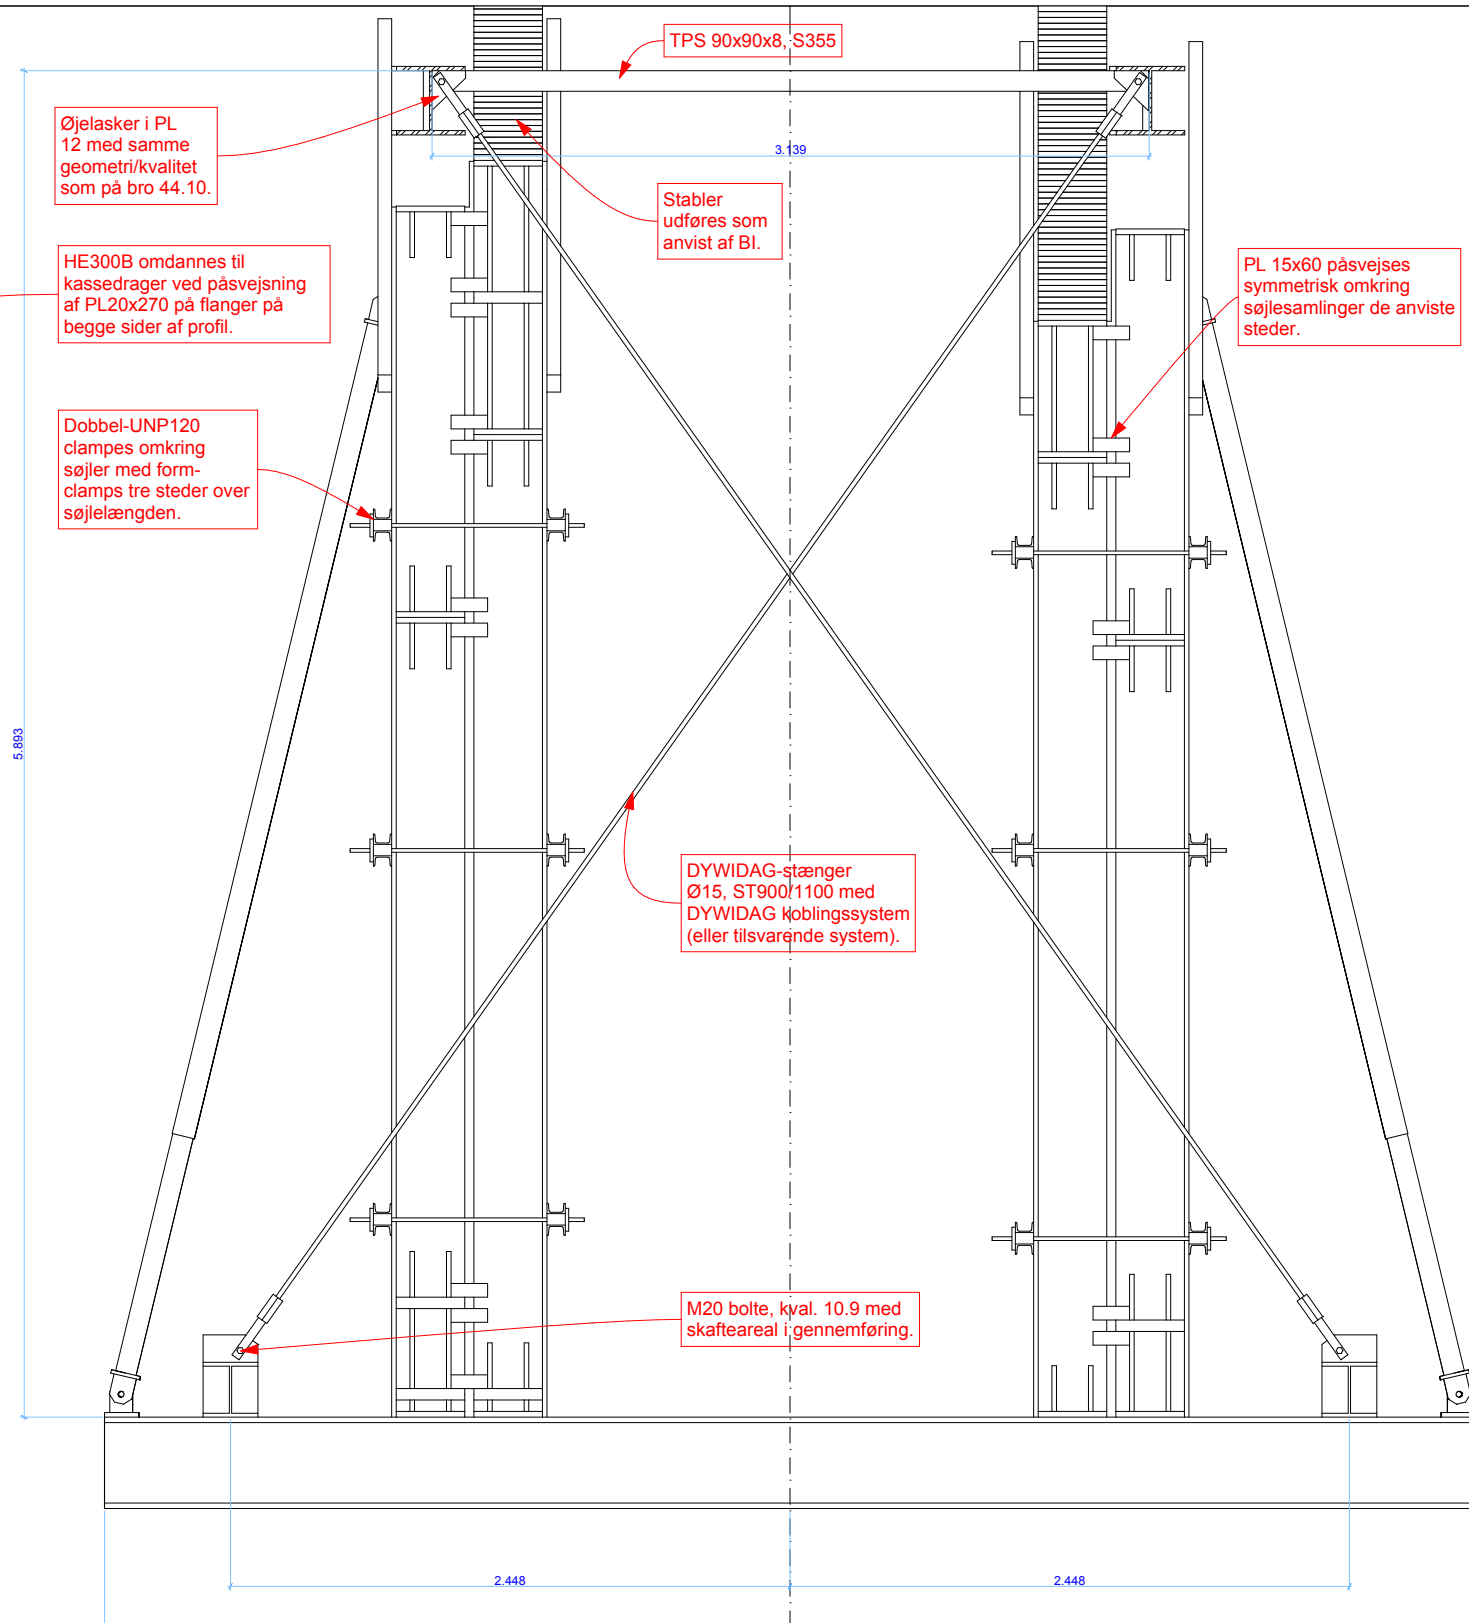 TPS 90x90x8, S355
Øjelasker i PL
12 med samme
geometri/kvalitet
som på bro 44.10.
3.139
Stabler
udføres som
anvist af BI.
HE300B omdannes til
kassedrager ved påsvejsning
af PL20x270 på flanger på
begge sider af profil.
PL 15x60 påsvejses
symmetrisk omkring
søjlesamlinger de anviste
steder.
Dobbel-UNP120
clampes omkring
søjler med form-
clamps tre steder over
søjlelængden.
5.893
DYWIDAG-stænger
Ø15, ST900/1100 med
DYWIDAG koblingssystem
(eller tilsvarende system).
M20 bolte, kval. 10.9 med
skafteareal i gennemføring.
2.448
2.448